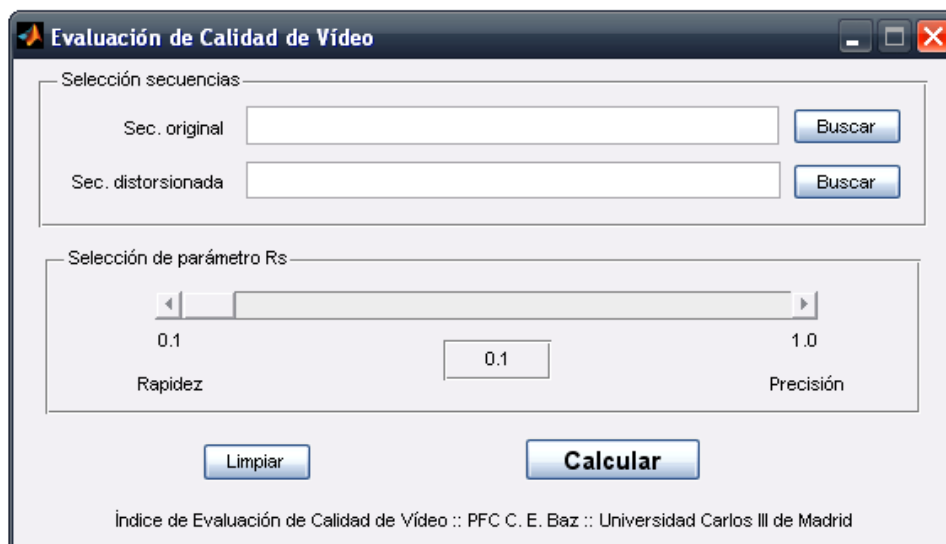 Evaluación de Calidad de Vídeo
Selección secuencias
Sec. original
Buscar
Sec. distorsionada
Buscar
Selección de parámetro Rs
0.1
1.0
0.1
Rapidez
Precisión
Limpiar
Calcular
Índice de Evaluación de Calidad de Vídeo :: PFC C. E. Baz :: Universidad Carlos III de Madrid